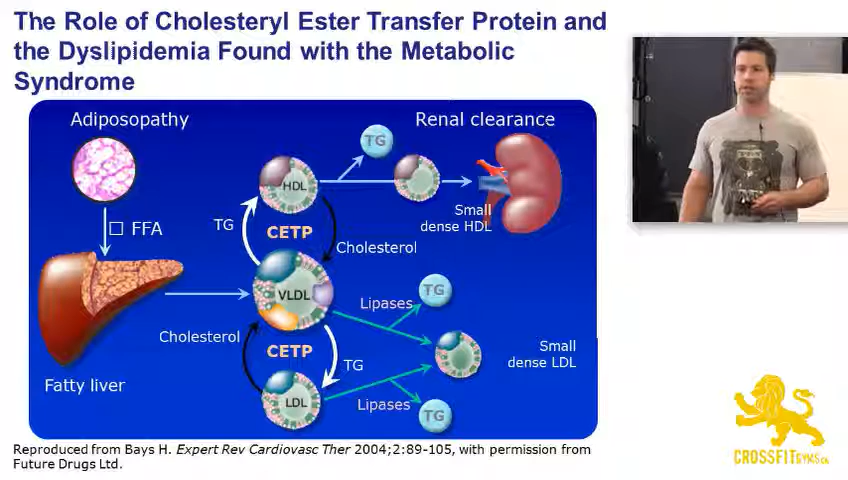 The Role of Cholesteryl Ester Transfer Protein and
the Dyslipidemia Found with the Metabolic
Syndrome
Adiposopathy
Renal clearance
TG
HDL
□ FFA
TG
CETP
Small
dense HDL
Cholesterol
VLDL
Lipases
TG
Cholesterol
CETP
TG
Small
dense LDL
Fatty liver
LDL
Lipases
TG
Reproduced from Bays H. Expert Rev Cardiovasc Ther 2004;2:89-105, with permission from
Future Drugs Ltd.
CROSSFITGYMS.CA